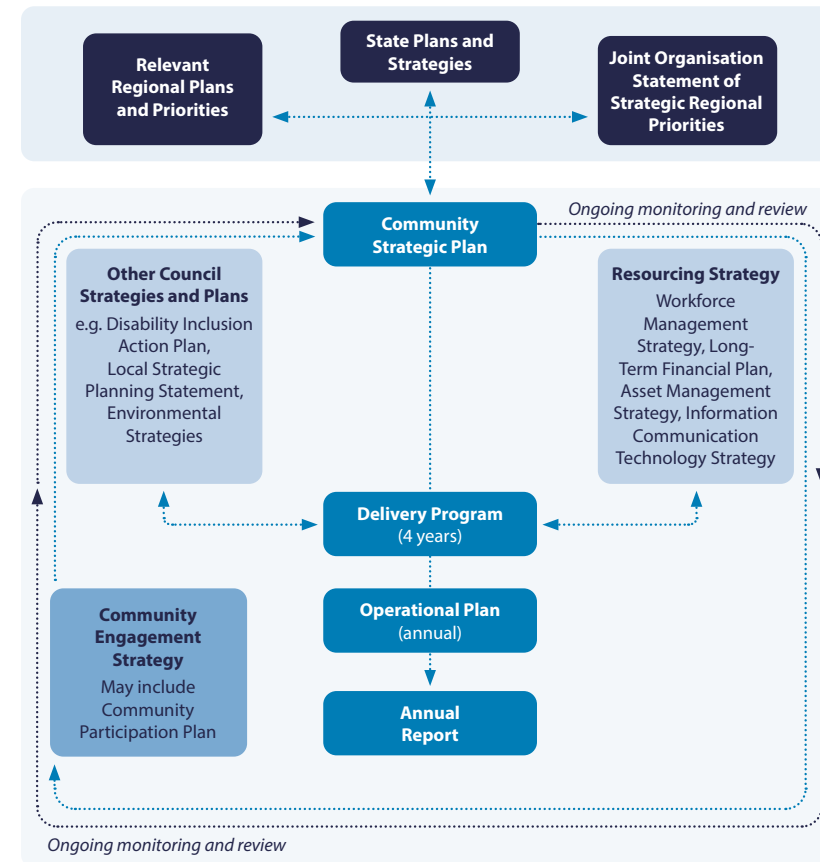 Relevant
Regional Plans
and Priorities
State Plans and
Strategies
Joint Organisation
Statement of
Strategic Regional
Priorities
Community
Strategic Plan
Ongoing monitoring and review
Other Council
Strategies and Plans
e.g. Disability Inclusion
Action Plan,
Local Strategic
Planning Statement,
Environmental
Strategies
Resourcing Strategy
Workforce
Management
Strategy, Long-
Term Financial Plan,
Asset Management
Strategy, Information
Communication
Technology Strategy
Delivery Program
(4 years)
Community
Engagement
Strategy
May include
Community
Participation Plan
Operational Plan
(annual)
Annual
Report
Ongoing monitoring and review